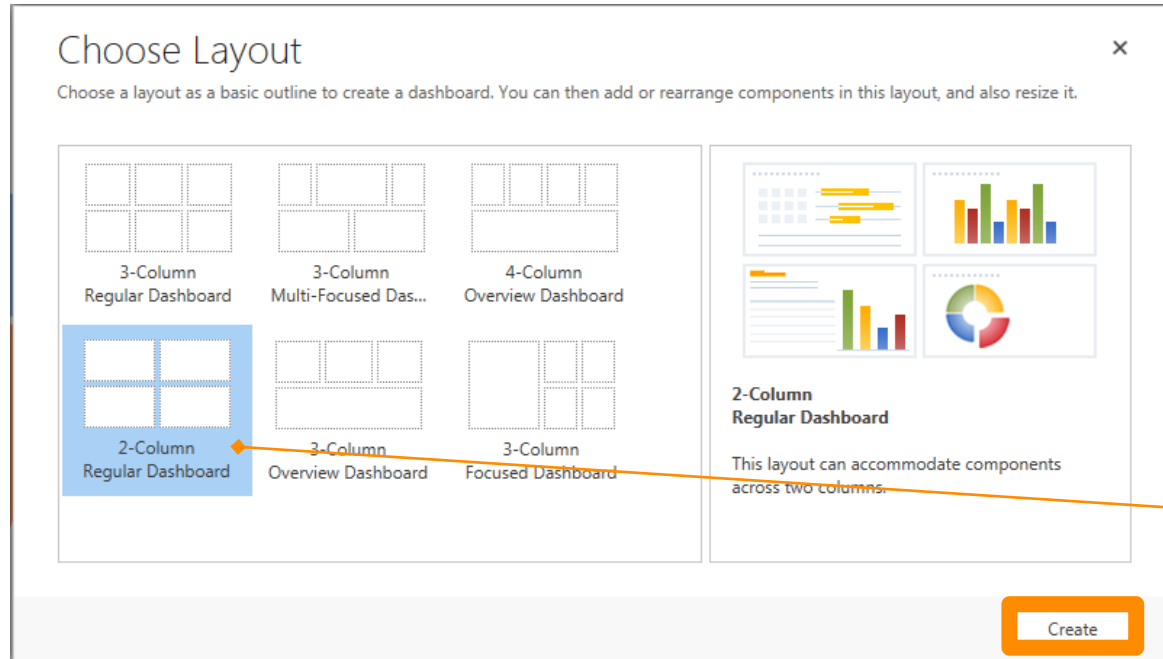 Choose Layout
Choose a layout as a basic outline to create a dashboard. You can then add or rearrange components in this layout, and also resize it.
3-Column
Regular Dashboard
3-Column
Multi-Focused Das...
4-Column
Overview Dashboard
2-Column
Regular Dashboard
3-Column
Overview Dashboard
3-Column
Focused Dashboard
2-Column
Regular Dashboard
This layout can accommodate components
across two columns.
Create